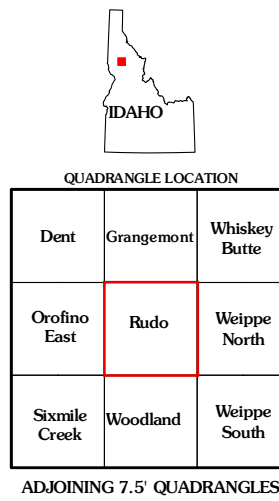 IDAHO
QUADRANGLE LOCATION
Dent
Grangemont
Whiskey
Butte
Orofino
East
Rudo
Weippe
North
Sixmile
Creek
Woodland
Weippe
South
ADJOINING 7.5' QUADRANGLES